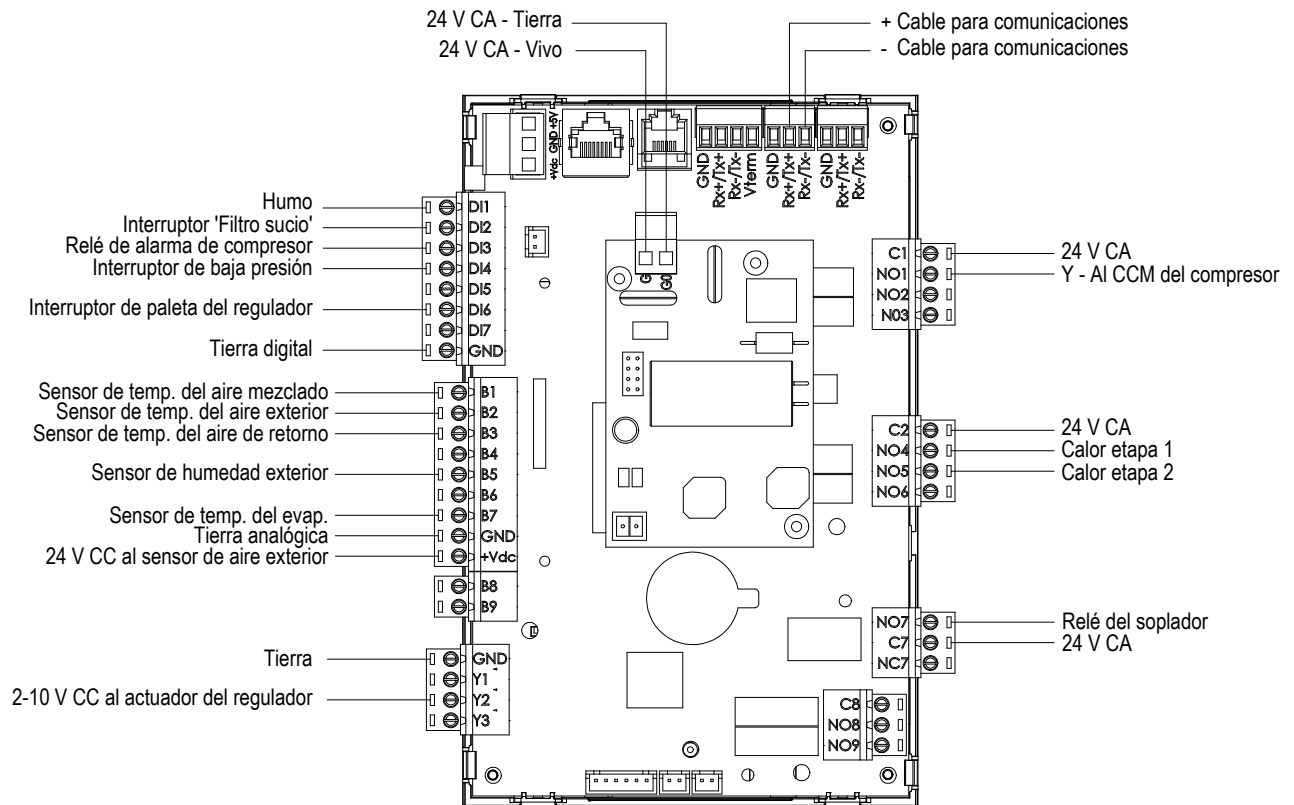 24 V CA - Tierra
24 V CA - Vivo
+ Cable para comunicaciones
- Cable para comunicaciones
+Vdc GND +5V
GND
Rx+/Tx+
Rx-/Tx-
Vterm
GND
Rx+/Tx+
Rx-/Tx-
GND
Rx+/Tx+
Rx-/Tx-
G
G0
Humo DI1
Interruptor 'Filtro sucio' DI2
Relé de alarma de compresor DI3
Interruptor de baja presión DI4
DI5
Interruptor de paleta del regulador DI6
DI7
Tierra digital GND
Sensor de temp. del aire mezclado B1
Sensor de temp. del aire exterior B2
Sensor de temp. del aire de retorno B3
B4
Sensor de humedad exterior B5
B6
Sensor de temp. del evap. B7
Tierra analógica GND
24 V CC al sensor de aire exterior +Vdc
B8
B9
Tierra GND
Y1
2-10 V CC al actuador del regulador Y2
Y3
C1 24 V CA
NO1 Y - Al CCM del compresor
NO2
N03
C2 24 V CA
NO4 Calor etapa 1
NO5 Calor etapa 2
NO6
NO7 Relé del soplador
C7 24 V CA
NC7
C8
NO8
NO9